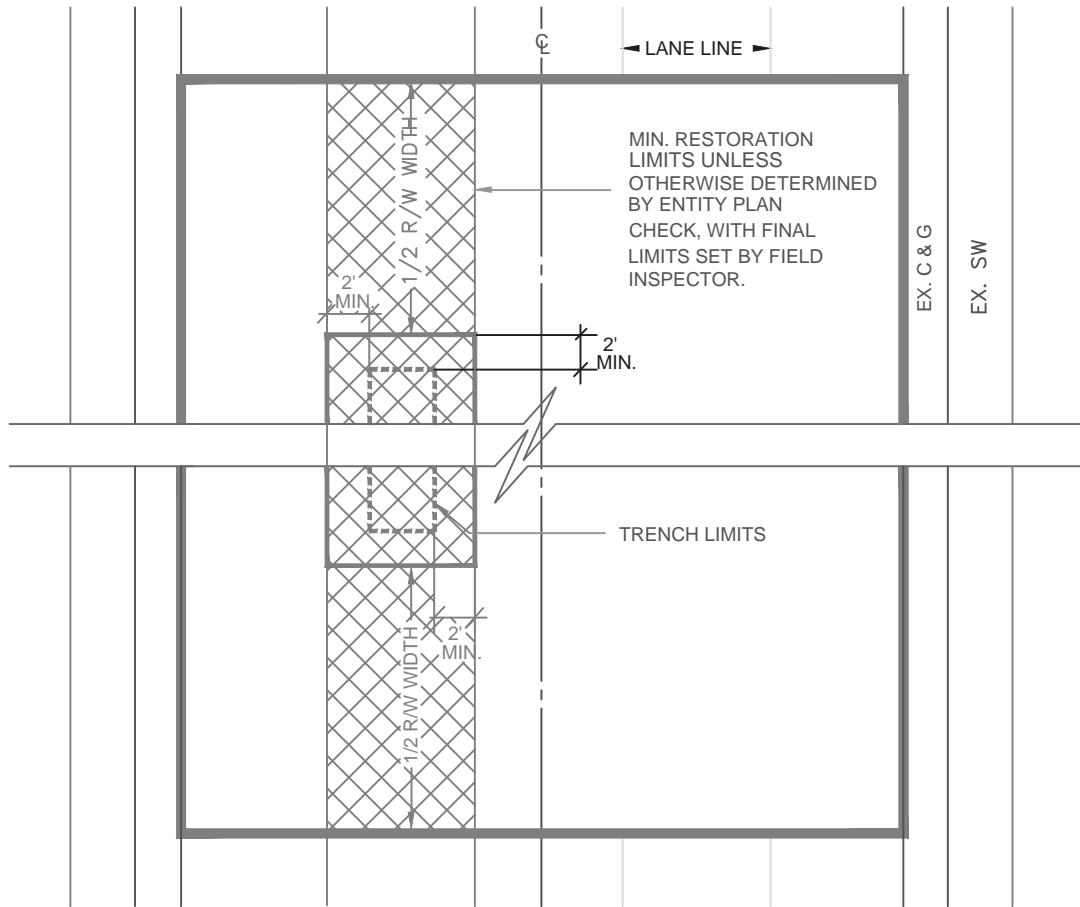 ℄
LANE LINE
MIN. RESTORATION
LIMITS UNLESS
OTHERWISE DETERMINED
BY ENTITY PLAN
CHECK, WITH FINAL
LIMITS SET BY FIELD
INSPECTOR.
1/2 R/W WIDTH
2'
MIN.
EX. C & G
EX. SW
2'
MIN.
TRENCH LIMITS
2'
MIN.
1/2 R/W WIDTH